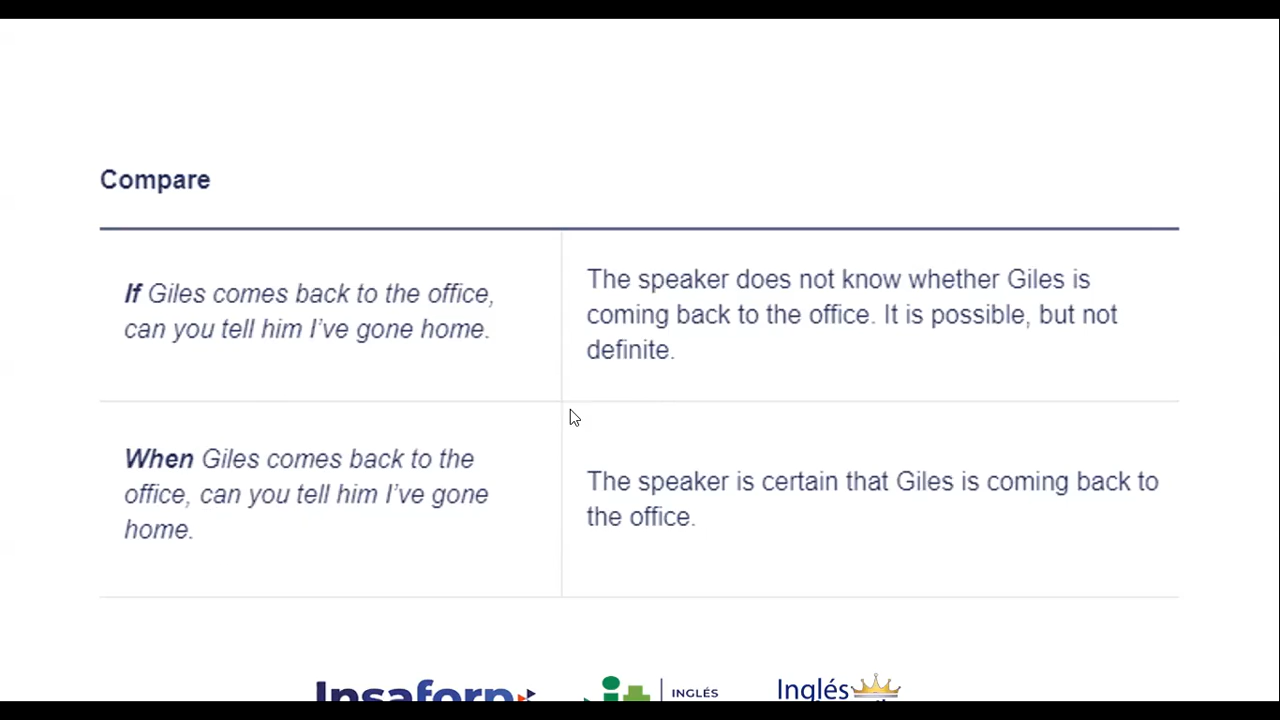 Compare
If Giles comes back to the office,
can you tell him I've gone home.
The speaker does not know whether Giles is
coming back to the office. It is possible, but not
definite.
When Giles comes back to the
office, can you tell him I've gone
home.
The speaker is certain that Giles is coming back to
the office.
Insaforp
INGLÉS
Inglés